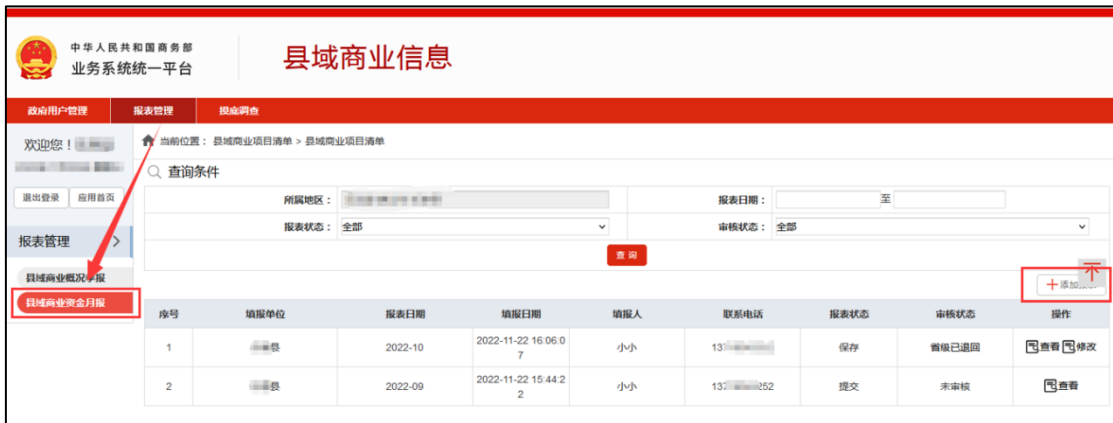 中华人民共和国商务部
业务系统统一平台
县域商业信息
政府用户管理 报表管理 摸底调查
欢迎您！
当前位置： 县域商业项目清单 > 县域商业项目清单
查询条件
退出登录 应用首页
所属地区： 报表日期： 至
报表状态： 全部 审核状态： 全部
报表管理
查 询
县域商业概况季报
添加
县域商业资金月报
序号 填报单位 报表日期 填报日期 填报人 联系电话 报表状态 审核状态 操作
1 县 2022-10 2022-11-22 16:06:0 小小 137 保存 省级已退回 查看 修改
7
2 县 2022-09 2022-11-22 15:44:2 小小 137 252 提交 未审核 查看
2